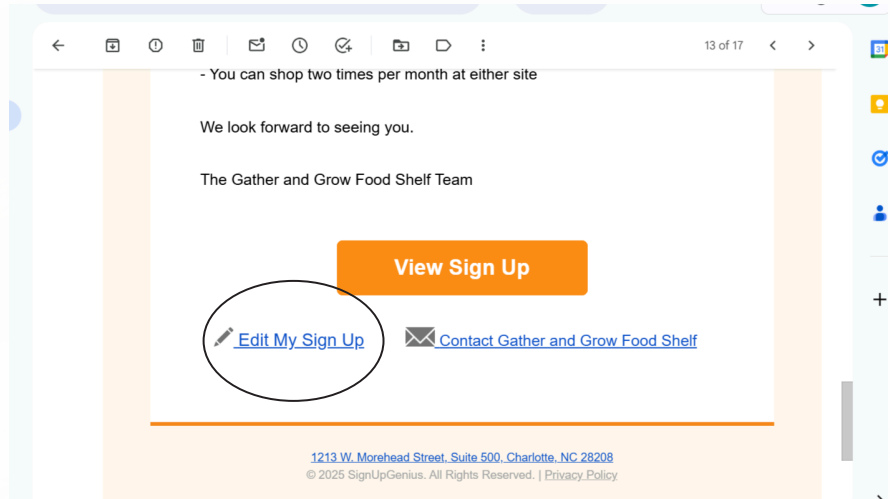 13 of 17
31
- You can shop two times per month at either site
We look forward to seeing you.
The Gather and Grow Food Shelf Team
View Sign Up
Edit My Sign Up
Contact Gather and Grow Food Shelf
1213 W. Morehead Street, Suite 500, Charlotte, NC 28208
© 2025 SignUpGenius. All Rights Reserved. | Privacy Policy